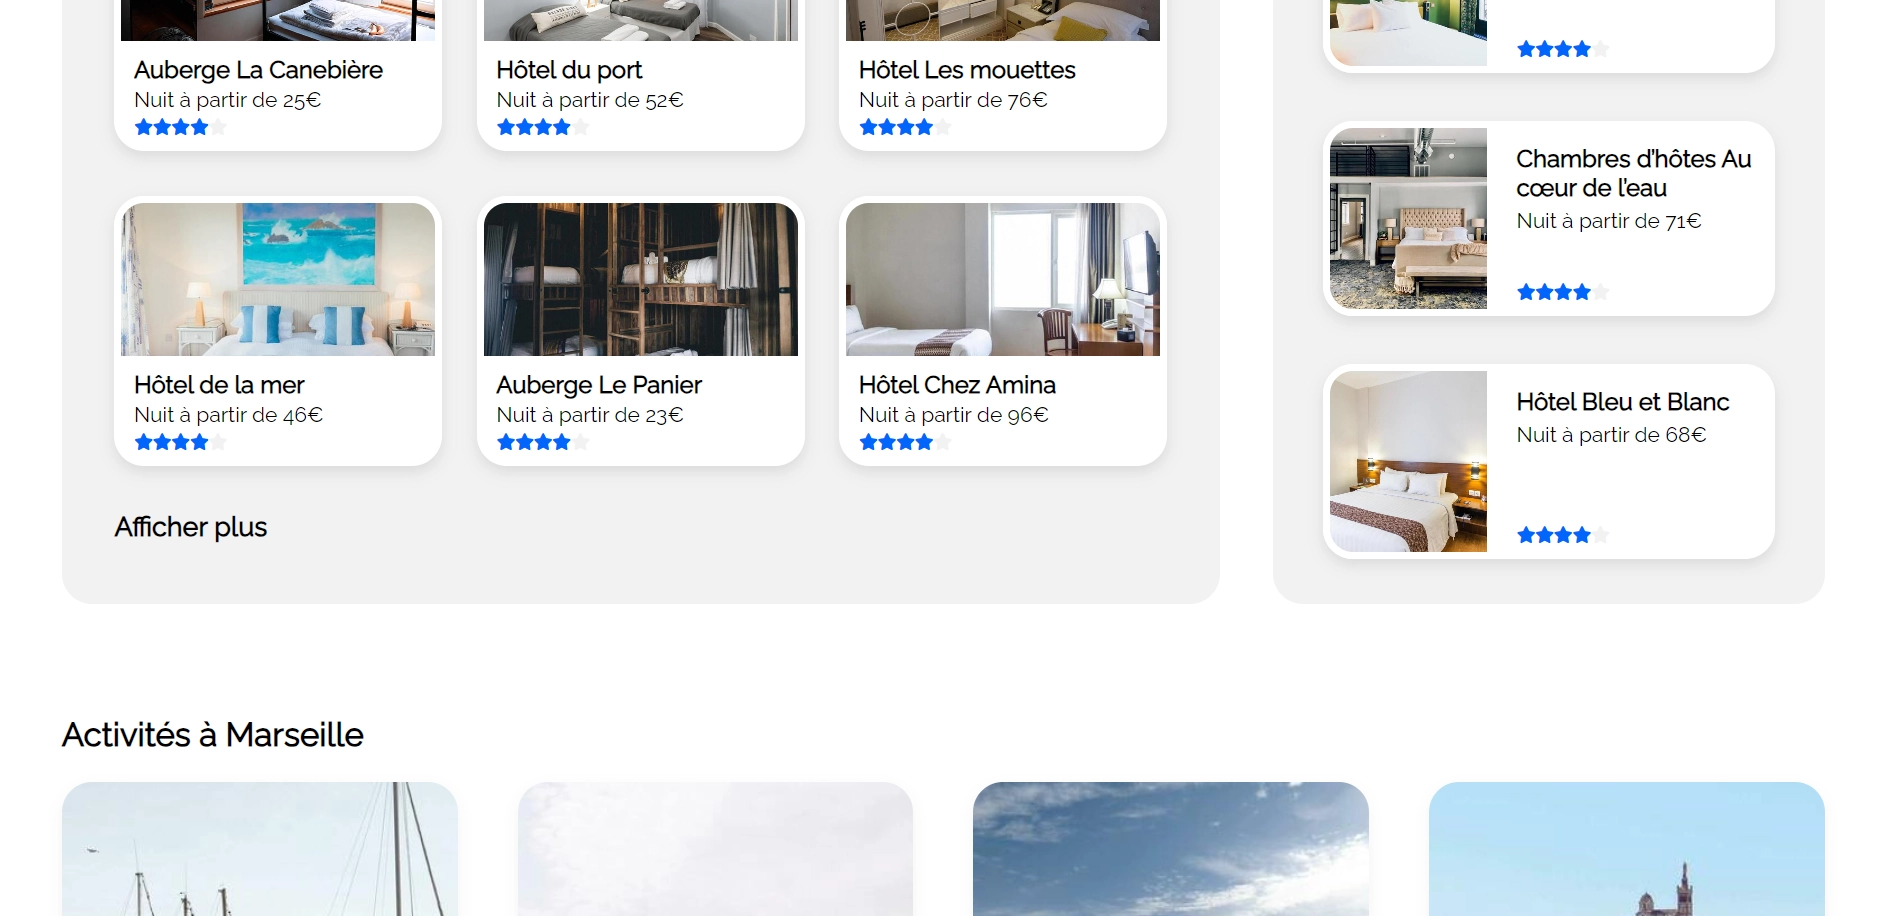 Auberge La Canebière
Nuit à partir de 25€
Hôtel du port
Nuit à partir de 52€
Hôtel Les mouettes
Nuit à partir de 76€
Hôtel de la mer
Nuit à partir de 46€
Auberge Le Panier
Nuit à partir de 23€
Hôtel Chez Amina
Nuit à partir de 96€
Afficher plus
Chambres d’hôtes Au
cœur de l’eau
Nuit à partir de 71€
Hôtel Bleu et Blanc
Nuit à partir de 68€
Activités à Marseille